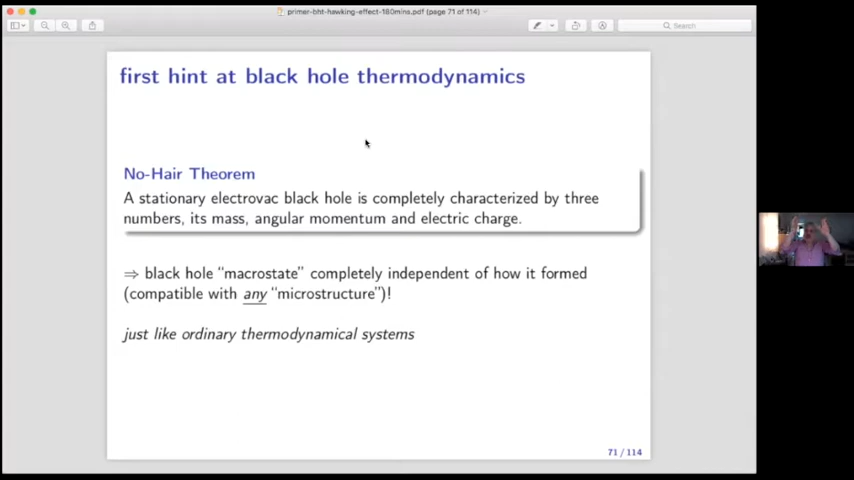 primer-bht-hawking-effect-180mins.pdf (page 71 of 114)
Search
first hint at black hole thermodynamics
No-Hair Theorem
A stationary electrovac black hole is completely characterized by three
numbers, its mass, angular momentum and electric charge.
⇒ black hole “macrostate” completely independent of how it formed
(compatible with any “microstructure”)!
just like ordinary thermodynamical systems
71 / 114